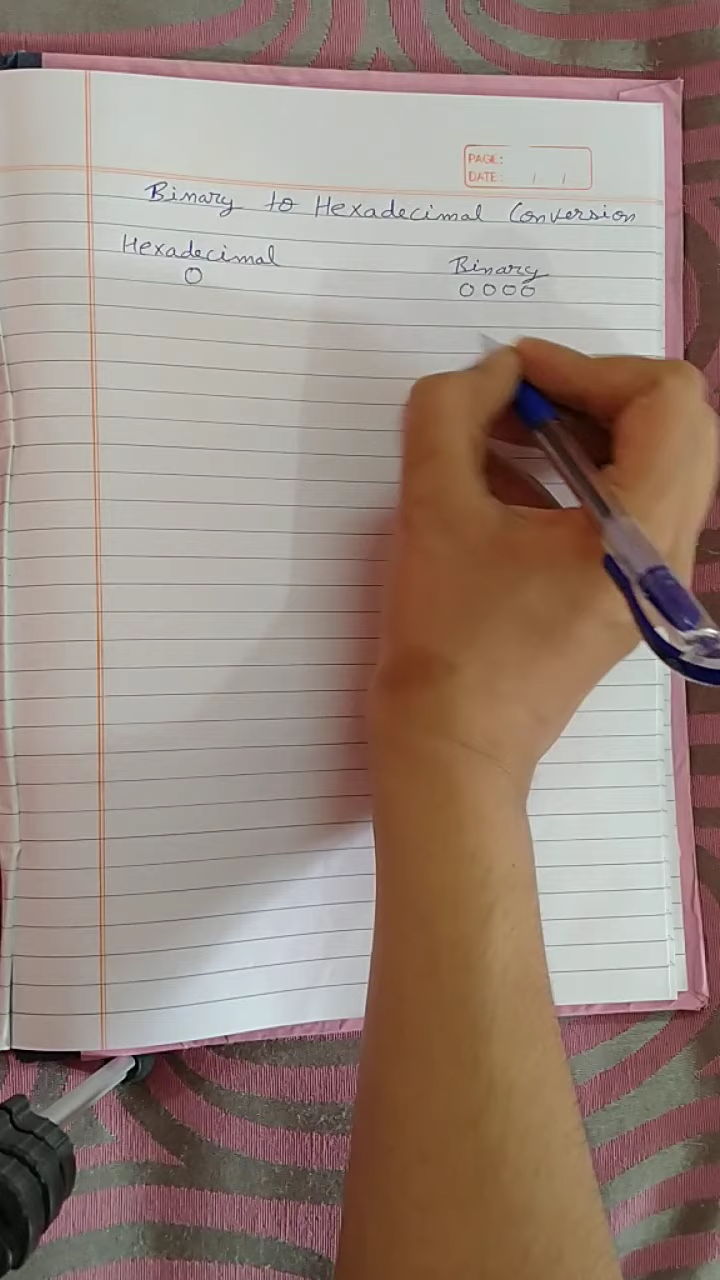 PAGE:
DATE: / /
Binary to Hexadecimal Conversion
Hexadecimal Binary
0 0000